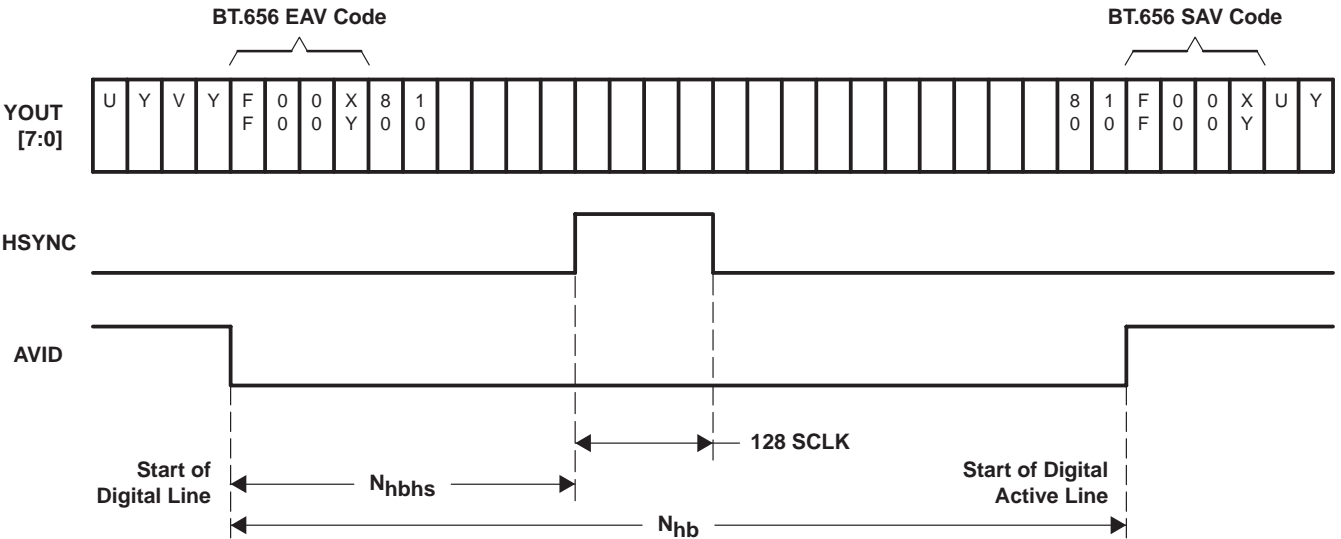 BT.656 EAV Code
BT.656 SAV Code
YOUT
[7:0]
U Y V Y F 0 0 X 8 1 8 1 F 0 0 X U Y
F 0 0 Y 0 0 0 0 F 0 0 Y
HSYNC
AVID
128 SCLK
Start of
Digital Line
Nhbhs
Start of Digital
Active Line
Nhb